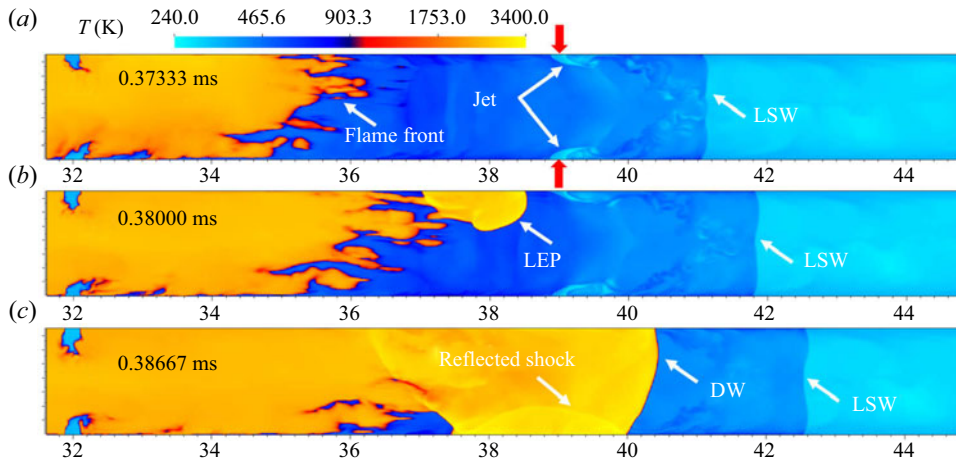 (a) T (K) 240.0 465.6 903.3 1753.0 3400.0
0.37333 ms
Jet
LSW
Flame front
32 34 36 38 40 42 44
(b)
0.38000 ms
LEP
LSW
32 34 36 38 40 42 44
(c)
0.38667 ms
Reflected shock
DW
LSW
32 34 36 38 40 42 44